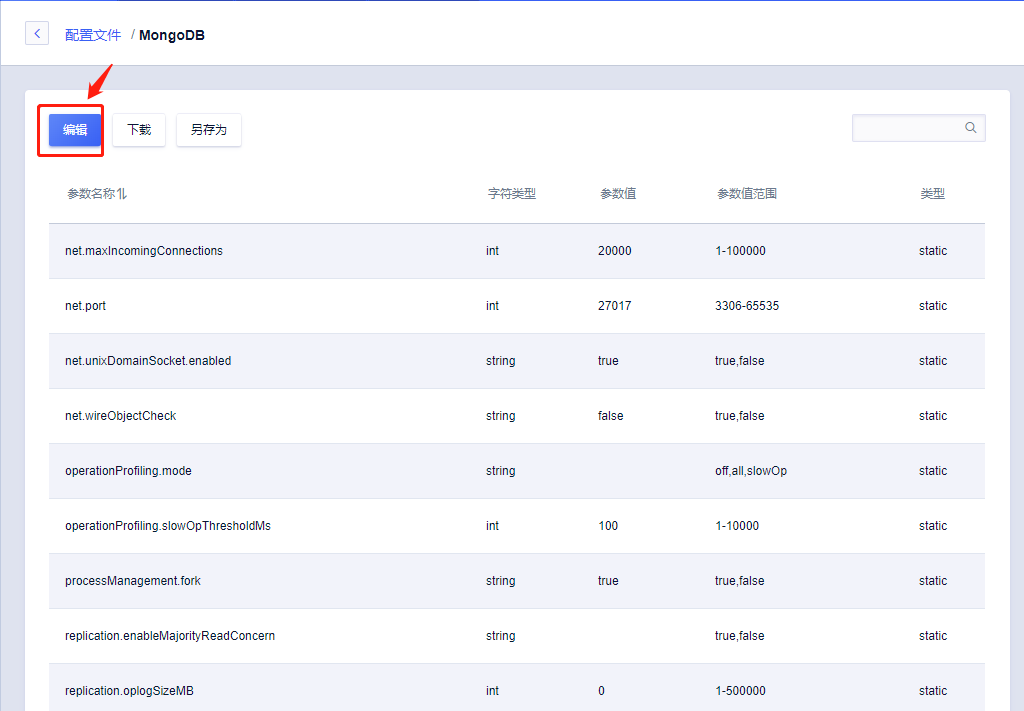 配置文件 / MongoDB
编辑 下载 另存为
参数名称⇅ 字符类型 参数值 参数值范围 类型
net.maxIncomingConnections int 20000 1-100000 static
net.port int 27017 3306-65535 static
net.unixDomainSocket.enabled string true true,false static
net.wireObjectCheck string false true,false static
operationProfiling.mode string off,all,slowOp static
operationProfiling.slowOpThresholdMs int 100 1-10000 static
processManagement.fork string true true,false static
replication.enableMajorityReadConcern string true,false static
replication.oplogSizeMB int 0 1-500000 static